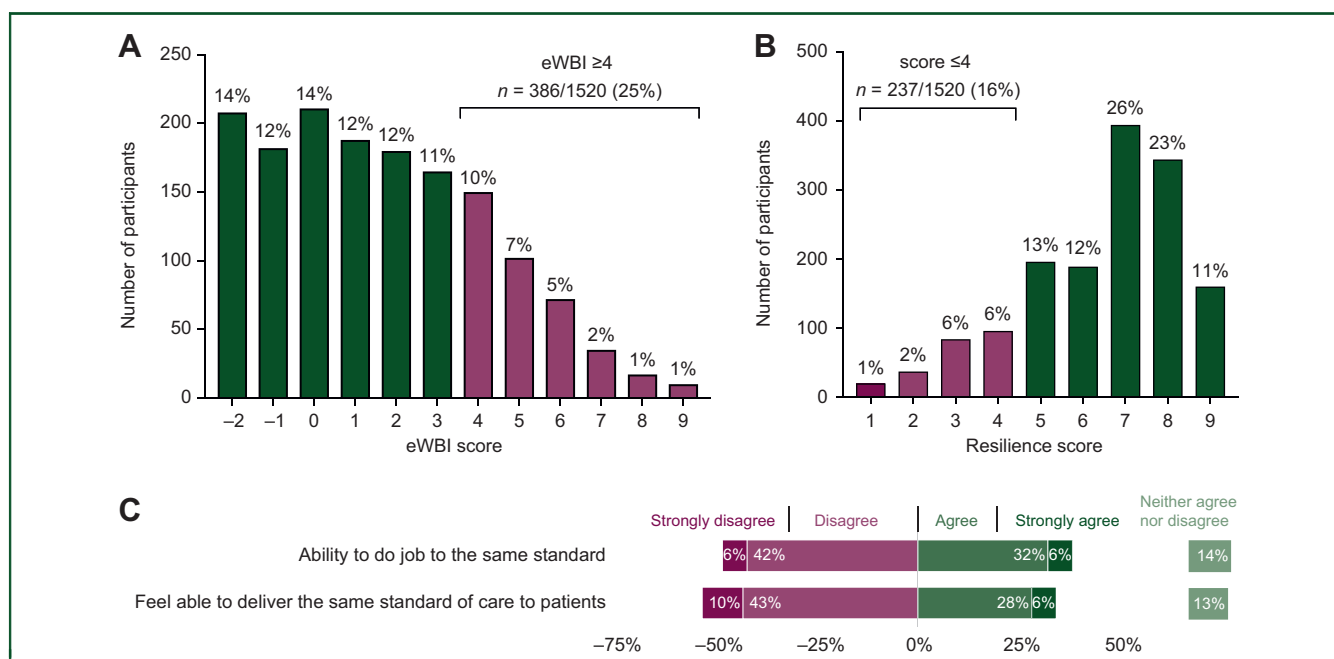 A
eWBI ≥4
n = 386/1520 (25%)
250
200
150
100
50
0
Number of participants
14%
12%
14%
12%
12%
11%
10%
7%
5%
2%
1%
1%
–2 –1 0 1 2 3 4 5 6 7 8 9
eWBI score
B
score ≤4
n = 237/1520 (16%)
500
400
300
200
100
0
Number of participants
1%
2%
6%
6%
13%
12%
26%
23%
11%
1 2 3 4 5 6 7 8 9
Resilience score
C
Strongly disagree Disagree Agree Strongly agree
Neither agree
nor disagree
Ability to do job to the same standard 6% 42% 32% 6% 14%
Feel able to deliver the same standard of care to patients 10% 43% 28% 6% 13%
–75% –50% –25% 0% 25% 50%